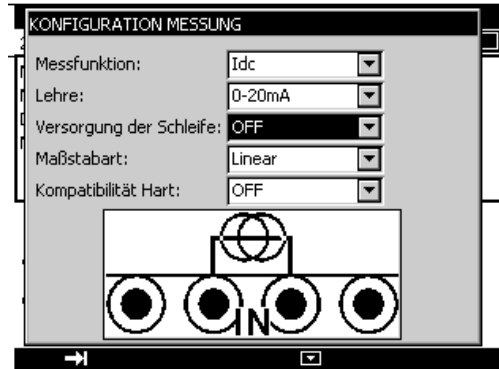 KONFIGURATION MESSUNG
Messfunktion: Idc
Lehre: 0-20mA
Versorgung der Schleife: OFF
Maßstabart: Linear
Kompatibilität Hart: OFF
IN